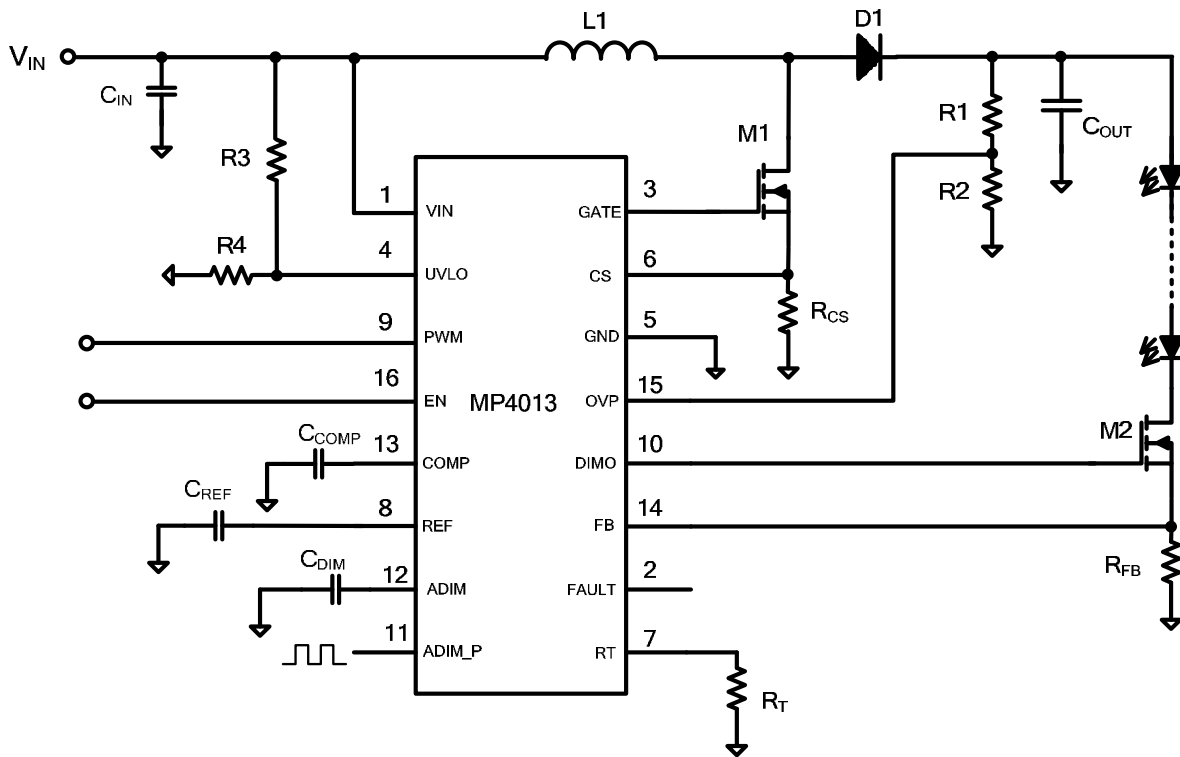 L1
D1
VIN
CIN
R3
M1
R1
COUT
R2
1
VIN
3
GATE
R4
4
UVLO
6
CS
RCS
9
PWM
5
GND
16
EN
MP4013
15
OVP
M2
CCOMP
13
COMP
10
DIMO
CREF
8
REF
14
FB
CDIM
12
ADIM
2
FAULT
RFB
11
ADIM_P
7
RT
RT